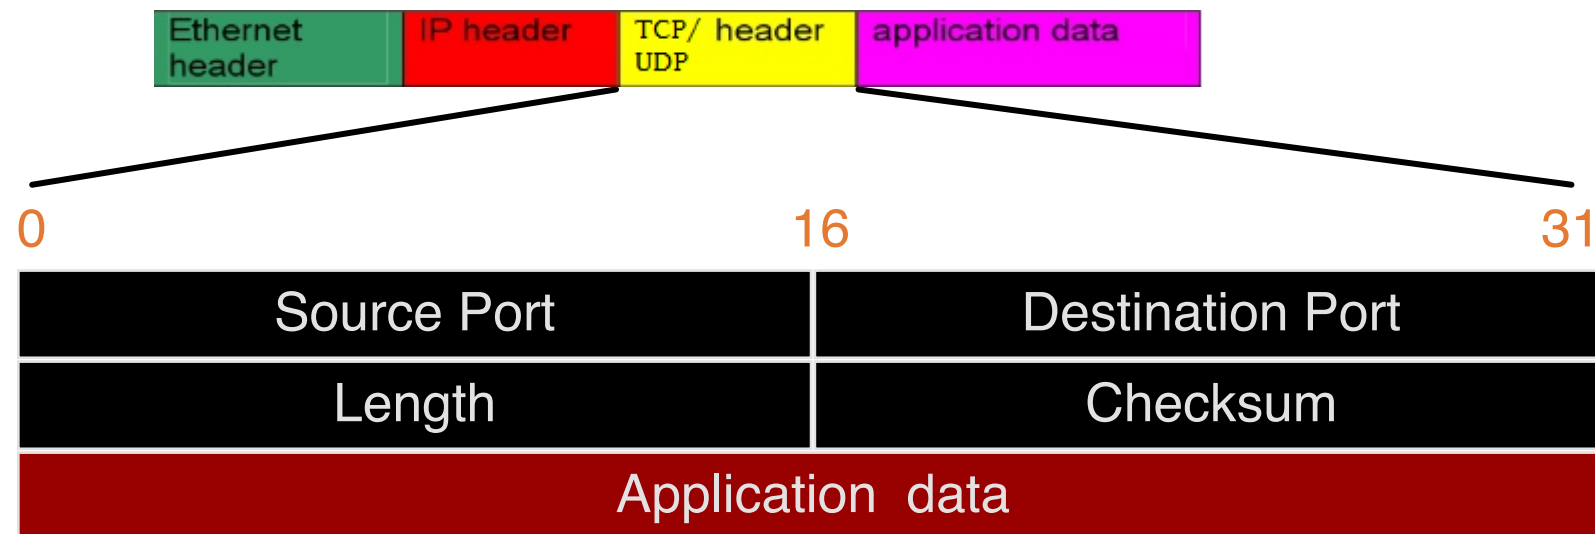 Ethernet header
IP header
TCP/ header
UDP
application data
0 16 31
Source Port Destination Port
Length Checksum
Application data